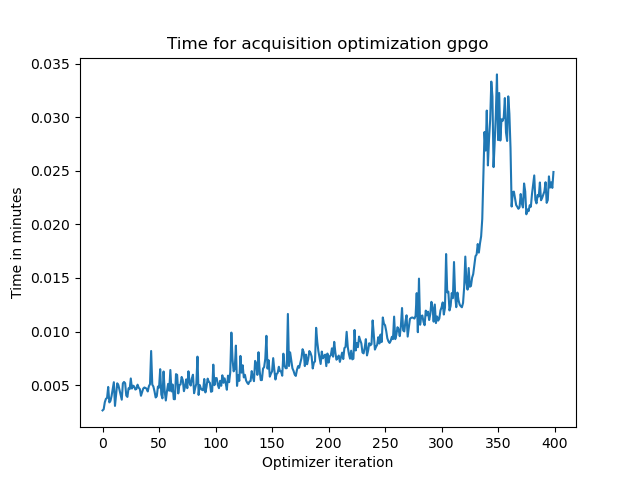 Time for acquisition optimization gpgo
0.035
0.030
0.025
0.020
0.015
0.010
0.005
Time in minutes
0 50 100 150 200 250 300 350 400
Optimizer iteration